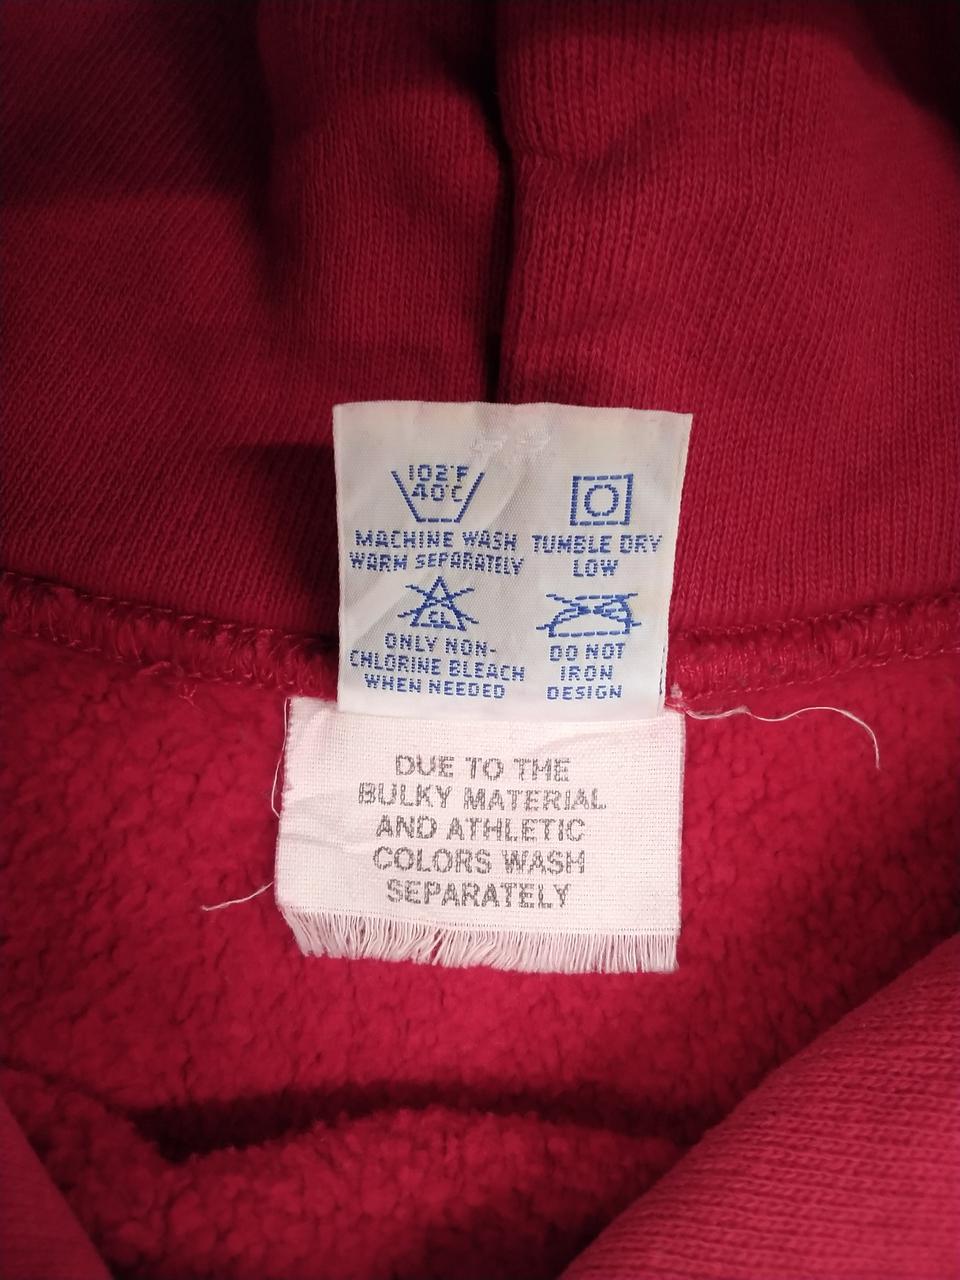 102°F
40°C
MACHINE WASH
WARM SEPARATELY
TUMBLE DRY
LOW
CL
ONLY NON-
CHLORINE BLEACH
WHEN NEEDED
DO NOT
IRON
DESIGN
DUE TO THE
BULKY MATERIAL
AND ATHLETIC
COLORS WASH
SEPARATELY